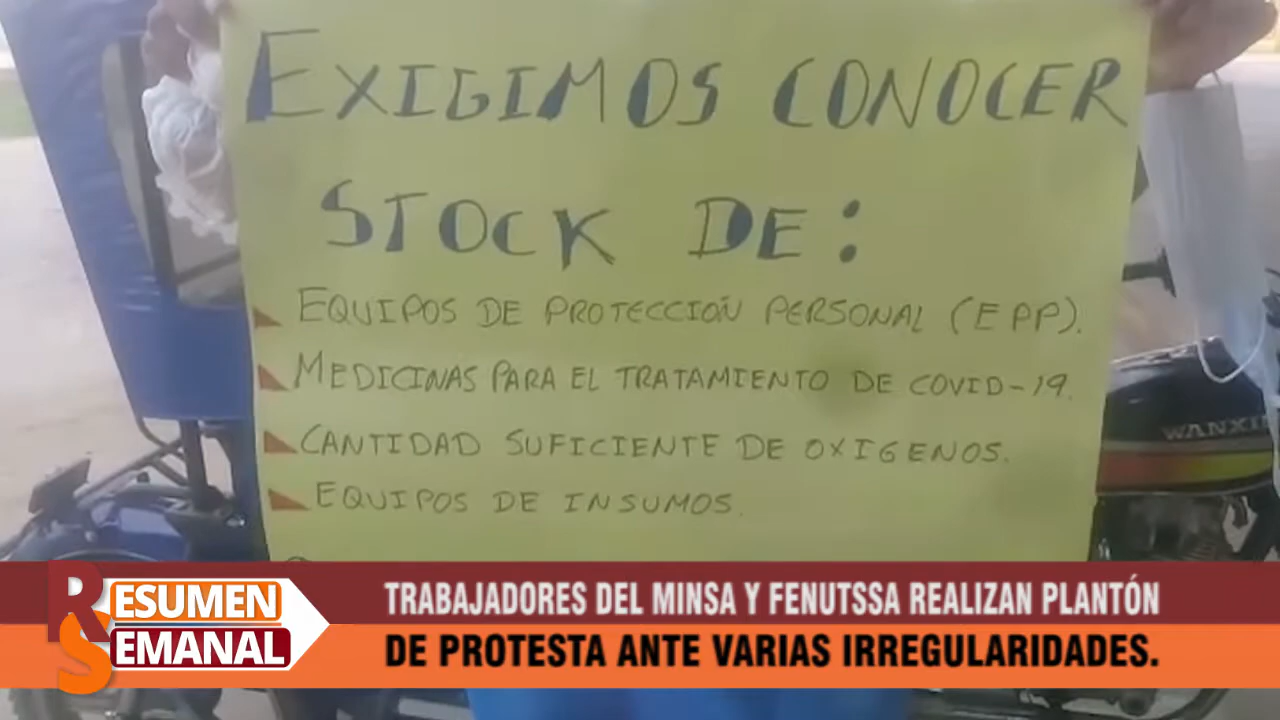 EXIGIMOS CONOCER
STOCK DE:
EQUIPOS DE PROTECCIÓN PERSONAL (EPP).
MEDICINAS PARA EL TRATAMIENTO DE COVID-19.
CANTIDAD SUFICIENTE DE OXIGENOS.
EQUIPOS DE INSUMOS.
RESUMEN
SEMANAL
TRABAJADORES DEL MINSA Y FENUTSSA REALIZAN PLANTÓN
DE PROTESTA ANTE VARIAS IRREGULARIDADES.